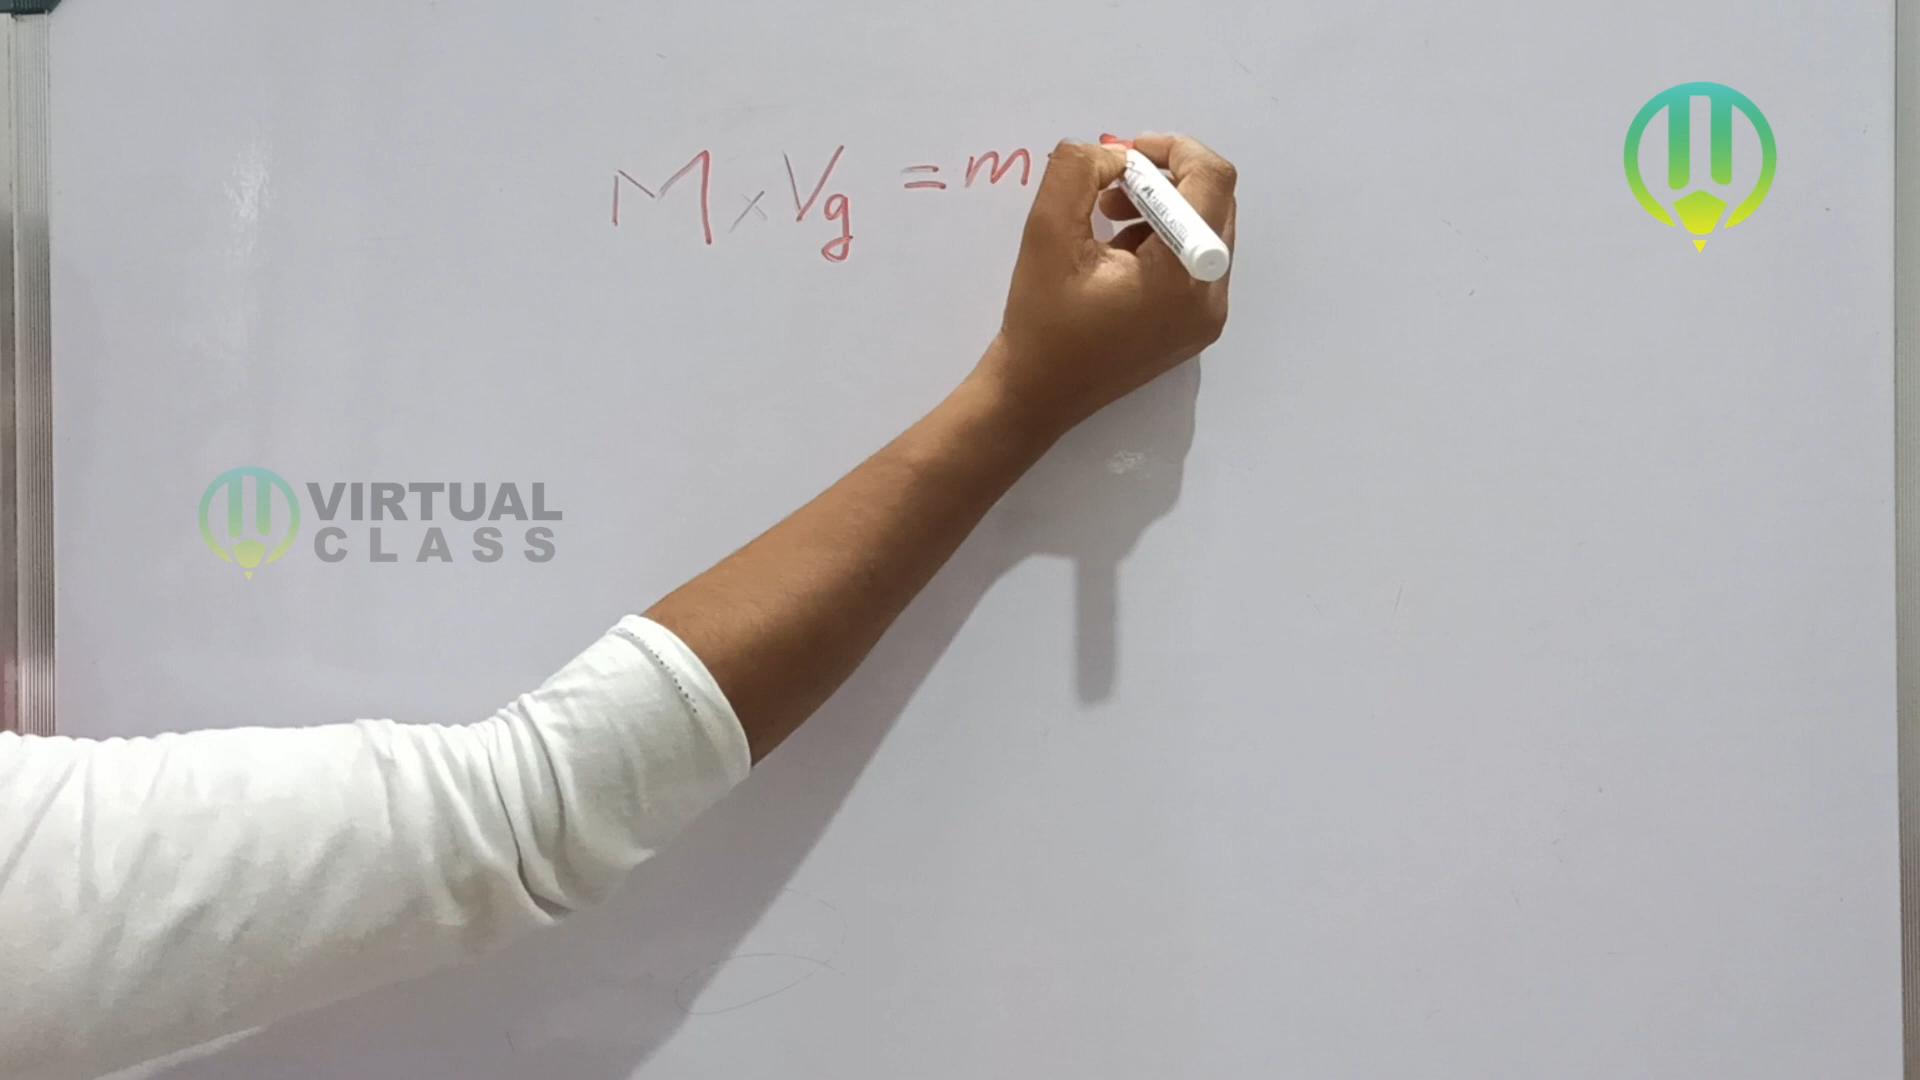 M × Vg = m
VIRTUAL
CLASS